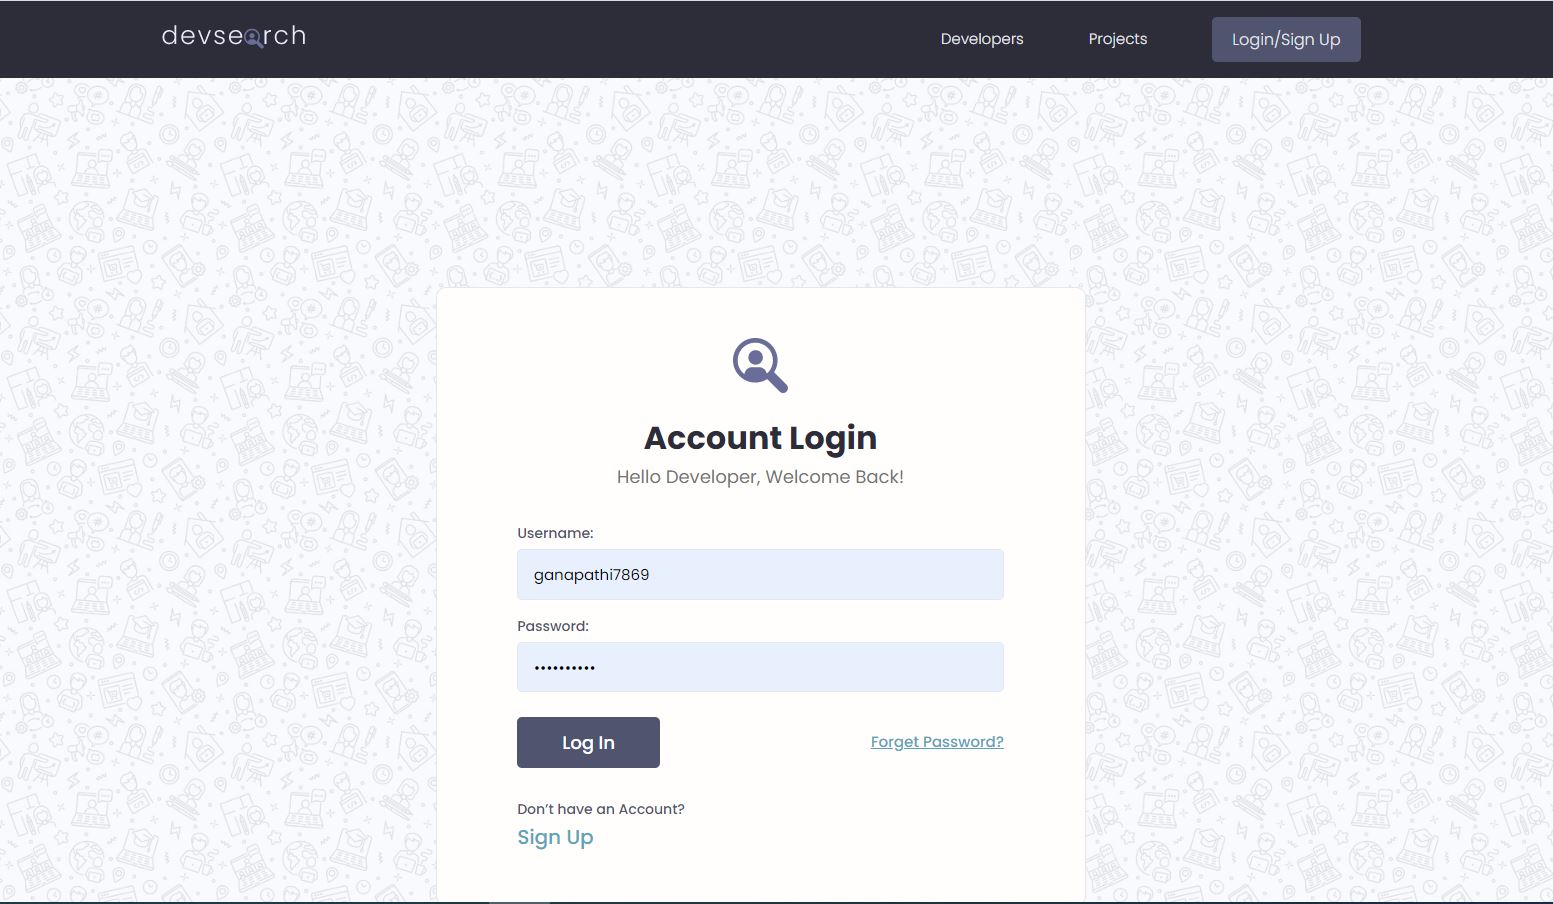 devsearch
Developers
Projects
Login/Sign Up
Account Login
Hello Developer, Welcome Back!
Username:
ganapathi7869
Password:
••••••••••
Log In
Forget Password?
Don’t have an Account?
Sign Up